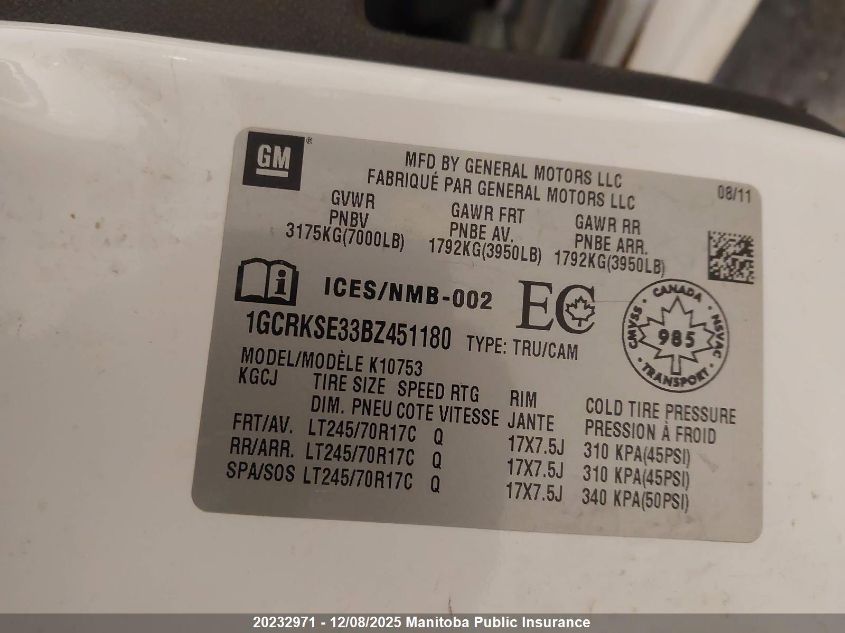 GM ®
MFD BY GENERAL MOTORS LLC
FABRIQUÉ PAR GENERAL MOTORS LLC
08/11
GVWR GAWR FRT GAWR RR
PNBV PNBE AV. PNBE ARR.
3175KG(7000LB) 1792KG(3950LB) 1792KG(3950LB)
i ICES/NMB-002 EC
1GCRKSE33BZ451180 TYPE: TRU/CAM
CANADA
CMVSS 985 NSVAC
TRANSPORT
MODEL/MODÈLE K10753
KGCJ TIRE SIZE SPEED RTG RIM COLD TIRE PRESSURE
DIM. PNEU COTE VITESSE JANTE PRESSION À FROID
FRT/AV. LT245/70R17C Q 17X7.5J 310 KPA(45PSI)
RR/ARR. LT245/70R17C Q 17X7.5J 310 KPA(45PSI)
SPA/SOS LT245/70R17C Q 17X7.5J 340 KPA(50PSI)
20232971 - 12/08/2025 Manitoba Public Insurance